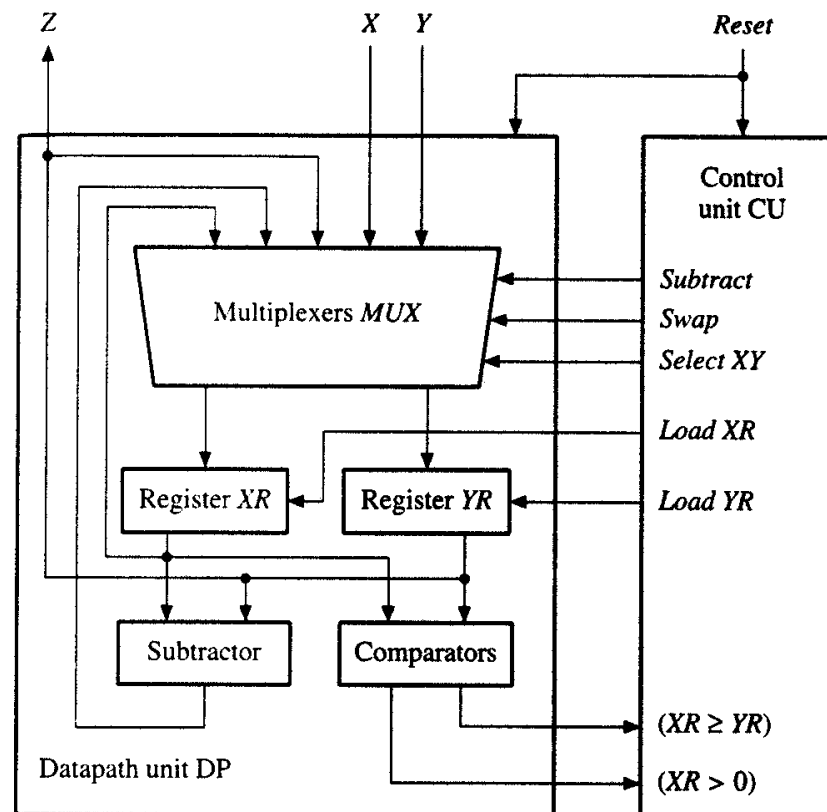 Z
X
Y
Reset
Control
unit CU
Subtract
Multiplexers MUX
Swap
Select XY
Load XR
Register XR
Register YR
Load YR
Subtractor
Comparators
(XR ≥ YR)
Datapath unit DP
(XR > 0)